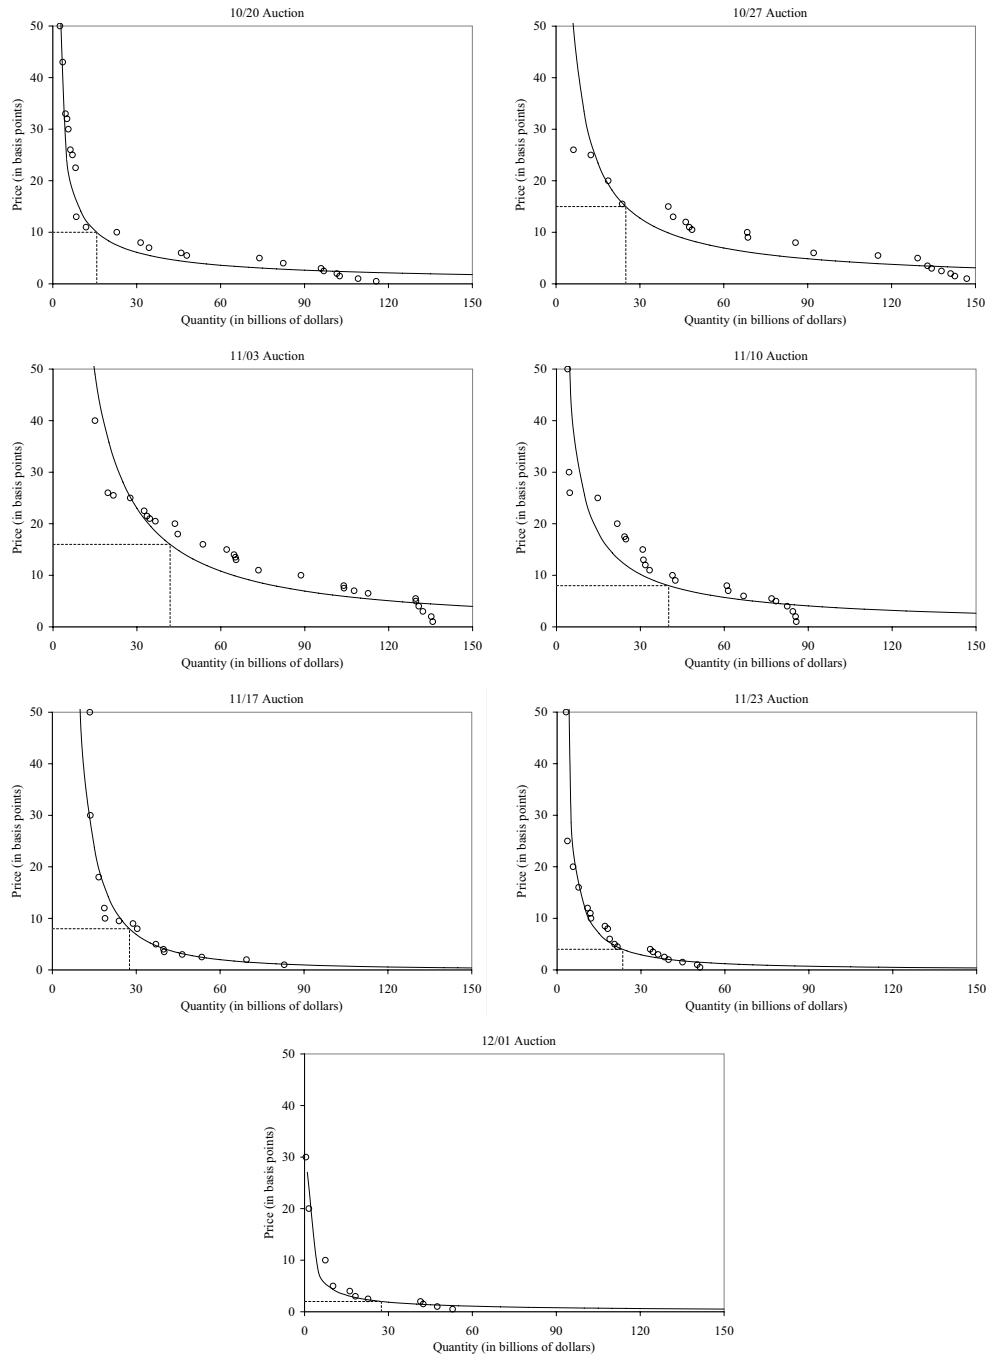 10/20 Auction
50
40
30
20
10
0
Price (in basis points)
0 30 60 90 120 150
Quantity (in billions of dollars)
10/27 Auction
50
40
30
20
10
0
Price (in basis points)
0 30 60 90 120 150
Quantity (in billions of dollars)
11/03 Auction
50
40
30
20
10
0
Price (in basis points)
0 30 60 90 120 150
Quantity (in billions of dollars)
11/10 Auction
50
40
30
20
10
0
Price (in basis points)
0 30 60 90 120 150
Quantity (in billions of dollars)
11/17 Auction
50
40
30
20
10
0
Price (in basis points)
0 30 60 90 120 150
Quantity (in billions of dollars)
11/23 Auction
50
40
30
20
10
0
Price (in basis points)
0 30 60 90 120 150
Quantity (in billions of dollars)
12/01 Auction
50
40
30
20
10
0
Price (in basis points)
0 30 60 90 120 150
Quantity (in billions of dollars)